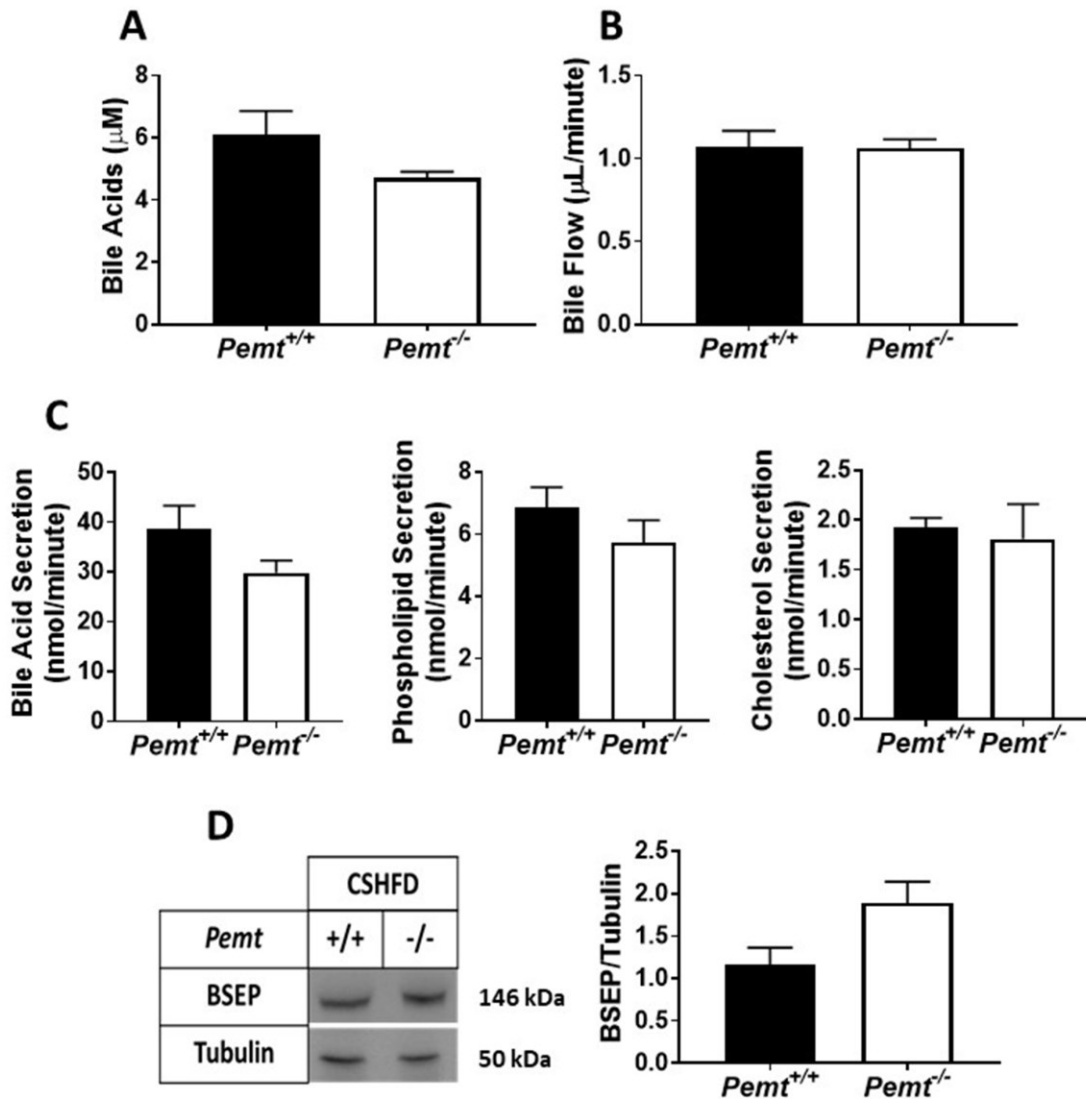 A
Bile Acids (μM)
8
6
4
2
0
Pemt+/+
Pemt-/-
B
Bile Flow (μL/minute)
1.5
1.0
0.5
0.0
Pemt+/+
Pemt-/-
C
Bile Acid Secretion
(nmol/minute)
50
40
30
20
10
0
Pemt+/+ Pemt-/-
Phospholipid Secretion
(nmol/minute)
8
6
4
2
0
Pemt+/+ Pemt-/-
Cholesterol Secretion
(nmol/minute)
2.5
2.0
1.5
1.0
0.5
0.0
Pemt+/+ Pemt-/-
D
CSHFD
Pemt +/+ -/-
BSEP 146 kDa
Tubulin 50 kDa
BSEP/Tubulin
2.5
2.0
1.5
1.0
0.5
0.0
Pemt+/+
Pemt-/-